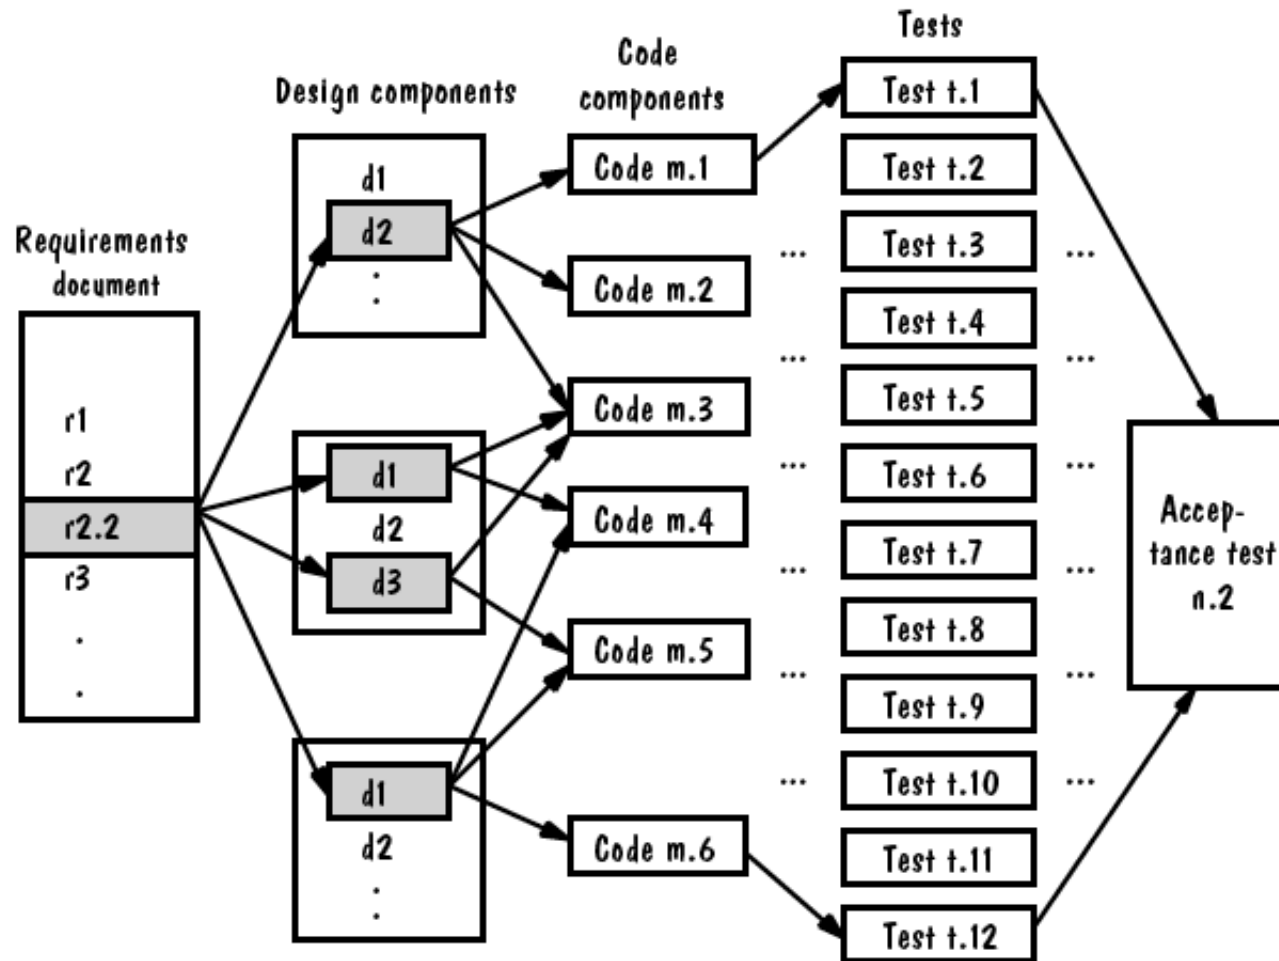 Requirements
document
r1
r2
r2.2
r3
.
.
Design components
d1
d2
.
.
d1
d2
d3
d1
d2
.
.
Code
components
Code m.1
Code m.2
Code m.3
Code m.4
Code m.5
Code m.6
...
...
...
...
...
...
Tests
Test t.1
Test t.2
Test t.3
Test t.4
Test t.5
Test t.6
Test t.7
Test t.8
Test t.9
Test t.10
Test t.11
Test t.12
...
...
...
...
...
...
Accep-
tance test
n.2